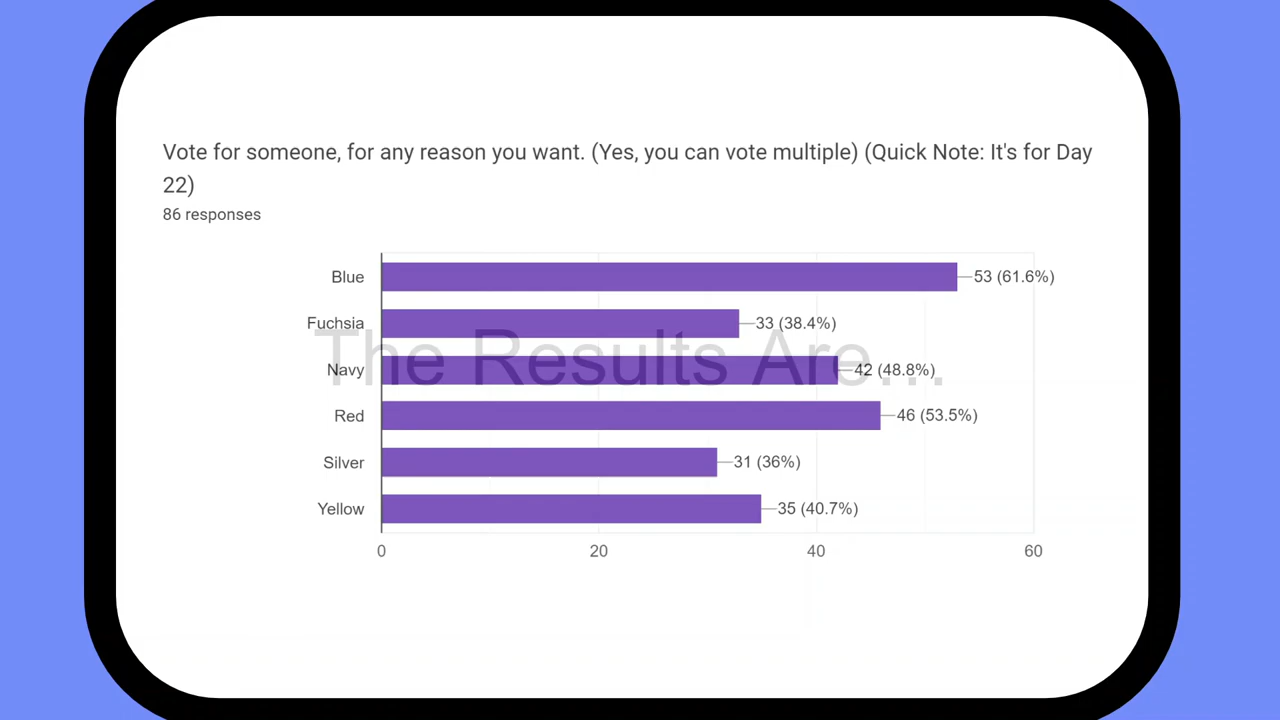 Vote for someone, for any reason you want. (Yes, you can vote multiple) (Quick Note: It's for Day
22)
86 responses
Blue 53 (61.6%)
Fuchsia 33 (38.4%)
The Results Are...
Navy 42 (48.8%)
Red 46 (53.5%)
Silver 31 (36%)
Yellow 35 (40.7%)
0 20 40 60